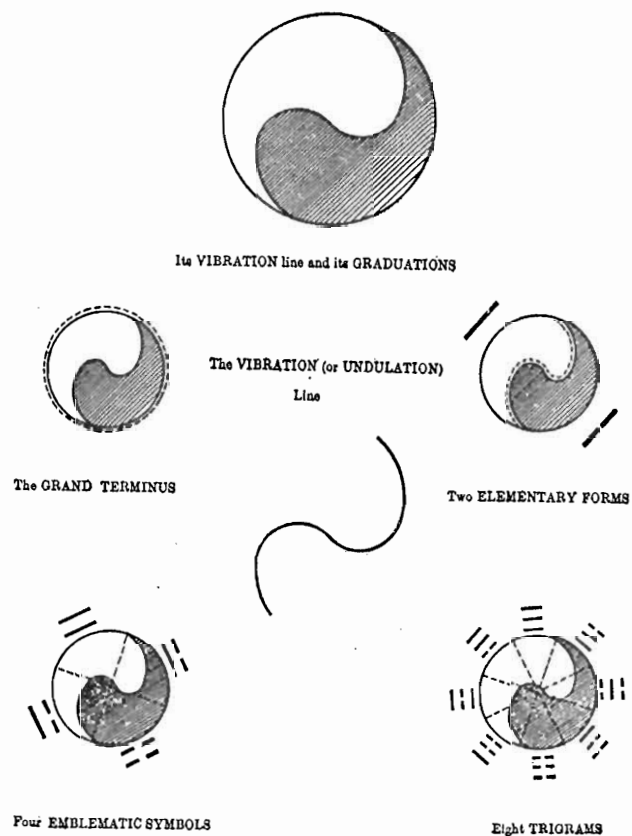 Its VIBRATION line and its GRADUATIONS
The VIBRATION (or UNDULATION)
Line
The GRAND TERMINUS
Two ELEMENTARY FORMS
Four EMBLEMATIC SYMBOLS
Eight TRIGRAMS